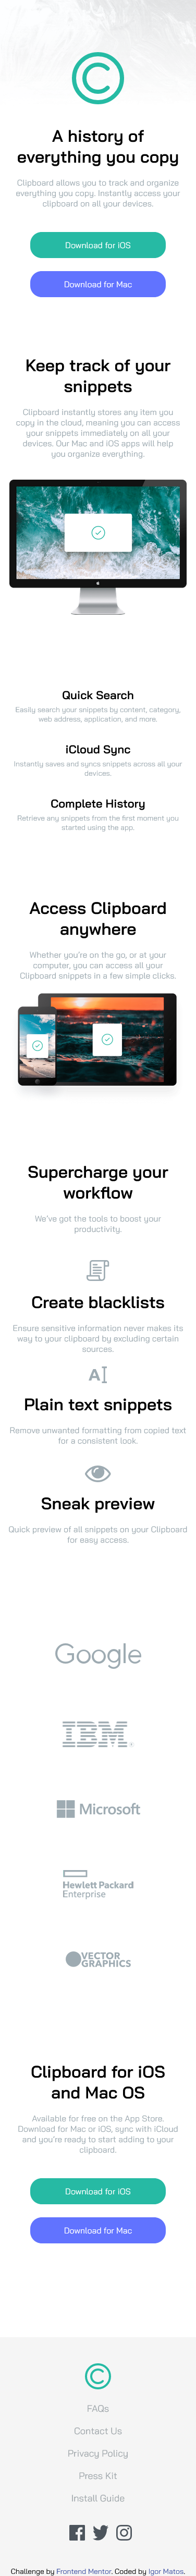 A history of
everything you copy
Clipboard allows you to track and organize
everything you copy. Instantly access your
clipboard on all your devices.
Download for iOS
Download for Mac
Keep track of your
snippets
Clipboard instantly stores any item you
copy in the cloud, meaning you can access
your snippets immediately on all your
devices. Our Mac and iOS apps will help
you organize everything.
Quick Search
Easily search your snippets by content, category,
web address, application, and more.
iCloud Sync
Instantly saves and syncs snippets across all your
devices.
Complete History
Retrieve any snippets from the first moment you
started using the app.
Access Clipboard
anywhere
Whether you're on the go, or at your
computer, you can access all your
Clipboard snippets in a few simple clicks.
Supercharge your
workflow
We've got the tools to boost your
productivity.
Create blacklists
Ensure sensitive information never makes its
way to your clipboard by excluding certain
sources.
Plain text snippets
Remove unwanted formatting from copied text
for a consistent look.
Sneak preview
Quick preview of all snippets on your Clipboard
for easy access.
Google
IBM
Microsoft
Hewlett Packard
Enterprise
VECTOR
GRAPHICS
Clipboard for iOS
and Mac OS
Available for free on the App Store.
Download for Mac or iOS, sync with iCloud
and you're ready to start adding to your
clipboard.
Download for iOS
Download for Mac
FAQs
Contact Us
Privacy Policy
Press Kit
Install Guide
Challenge by Frontend Mentor. Coded by Igor Matos.